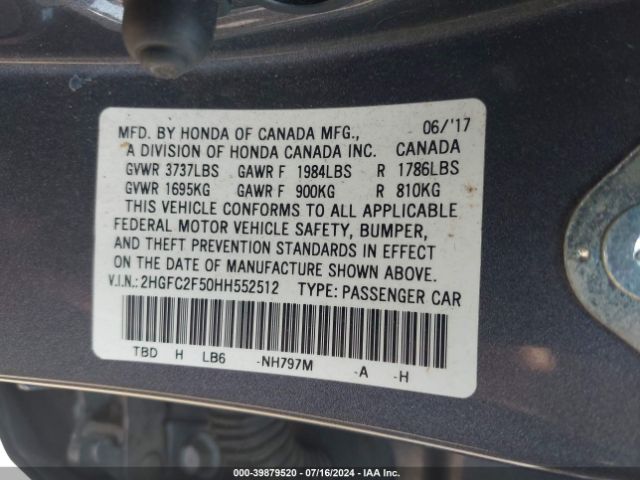 MFD. BY HONDA OF CANADA MFG., 06/'17
A DIVISION OF HONDA CANADA INC. CANADA
GVWR 3737LBS GAWR F 1984LBS R 1786LBS
GVWR 1695KG GAWR F 900KG R 810KG
THIS VEHICLE CONFORMS TO ALL APPLICABLE
FEDERAL MOTOR VEHICLE SAFETY, BUMPER,
AND THEFT PREVENTION STANDARDS IN EFFECT
ON THE DATE OF MANUFACTURE SHOWN ABOVE.
V.I.N.:2HGFC2F50HH552512 TYPE:PASSENGER CAR
TBD H LB6 -NH797M -A -H
000-39879520 - 07/16/2024 - IAA Inc.